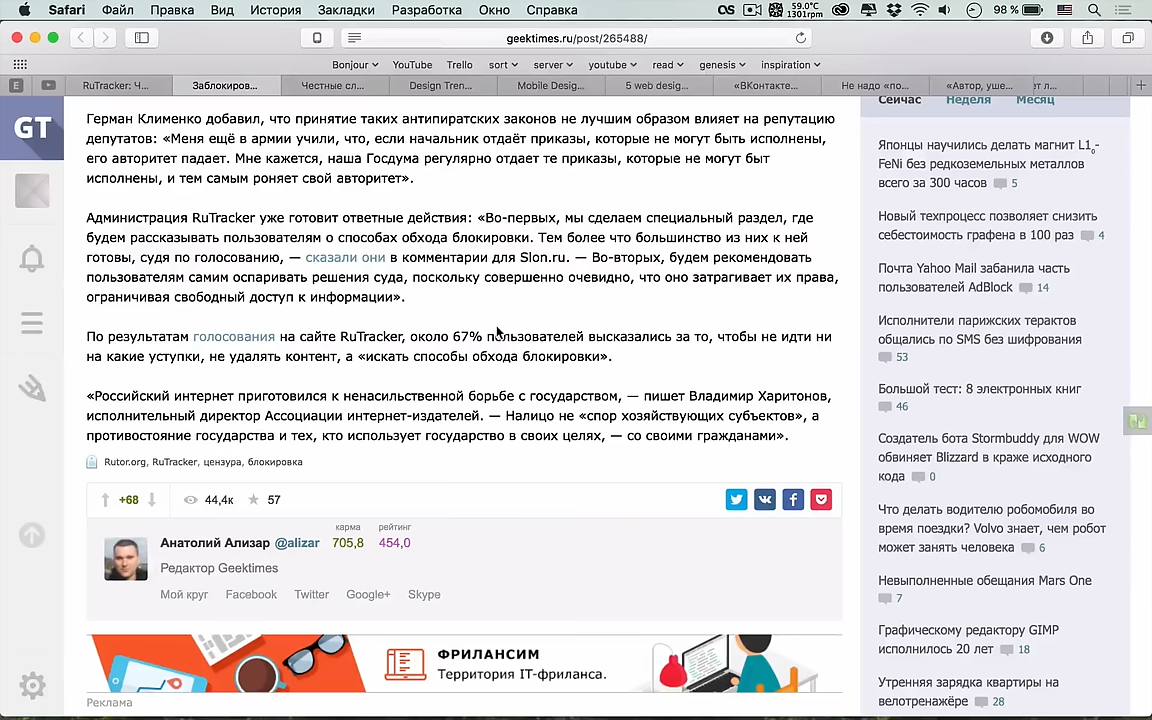 Safari Файл Правка Вид История Закладки Разработка Окно Справка
59.0°C
1301rpm
98 %
geektimes.ru/post/265488/
Bonjour YouTube Trello sort server youtube read genesis inspiration
RuTracker: Ч... Заблокиров... Честные сл... Design Tren... Mobile Desig... 5 web desig... «ВКонтакте... Не надо «по... «Автор, уше... ет л...
GT
Герман Клименко добавил, что принятие таких антипиратских законов не лучшим образом влияет на репутацию
депутатов: «Меня ещё в армии учили, что, если начальник отдаёт приказы, которые не могут быть исполнены,
его авторитет падает. Мне кажется, наша Госдума регулярно отдает те приказы, которые не могут быт
исполнены, и тем самым роняет свой авторитет».
Администрация RuTracker уже готовит ответные действия: «Во-первых, мы сделаем специальный раздел, где
будем рассказывать пользователям о способах обхода блокировки. Тем более что большинство из них к ней
готовы, судя по голосованию, — сказали они в комментарии для Slon.ru. — Во-вторых, будем рекомендовать
пользователям самим оспаривать решения суда, поскольку совершенно очевидно, что оно затрагивает их права,
ограничивая свободный доступ к информации».
По результатам голосования на сайте RuTracker, около 67% пользователей высказались за то, чтобы не идти ни
на какие уступки, не удалять контент, а «искать способы обхода блокировки».
«Российский интернет приготовился к ненасильственной борьбе с государством, — пишет Владимир Харитонов,
исполнительный директор Ассоциации интернет-издателей. — Налицо не «спор хозяйствующих субъектов», а
противостояние государства и тех, кто использует государство в своих целях, — со своими гражданами».
Rutor.org, RuTracker, цензура, блокировка
+68 44,4к 57
карма рейтинг
Анатолий Ализар @alizar 705,8 454,0
Редактор Geektimes
Мой круг Facebook Twitter Google+ Skype
ФРИЛАНСИМ
Территория IT-фриланса.
Реклама
Сейчас Неделя Месяц
Японцы научились делать магнит L1₀-
FeNi без редкоземельных металлов
всего за 300 часов 5
Новый техпроцесс позволяет снизить
себестоимость графена в 100 раз 4
Почта Yahoo Mail забанила часть
пользователей AdBlock 14
Исполнители парижских терактов
общались по SMS без шифрования
53
Большой тест: 8 электронных книг
46
Создатель бота Stormbuddy для WOW
обвиняет Blizzard в краже исходного
кода 0
Что делать водителю робомобиля во
время поездки? Volvo знает, чем робот
может занять человека 6
Невыполненные обещания Mars One
7
Графическому редактору GIMP
исполнилось 20 лет 18
Утренняя зарядка квартиры на
велотренажёре 28